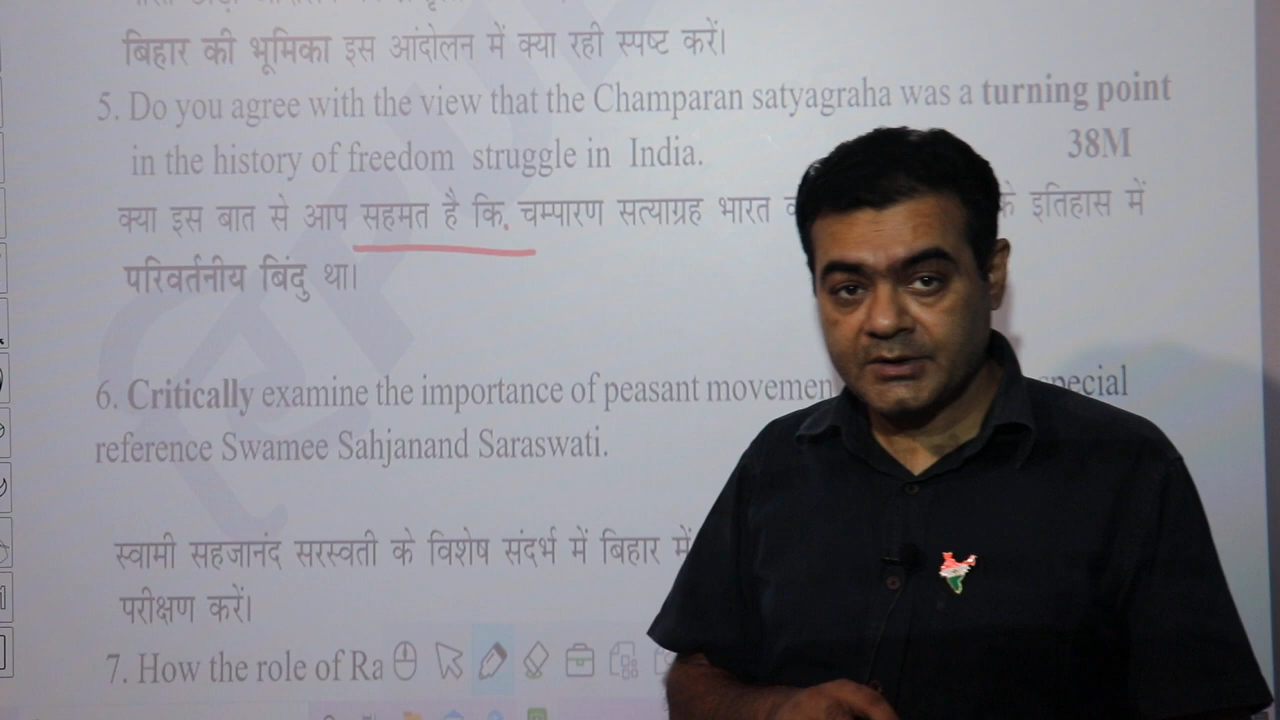 बिहार की भूमिका इस आंदोलन में क्या रही स्पष्ट करें।
5. Do you agree with the view that the Champaran satyagraha was a turning point
in the history of freedom struggle in India. 38M
क्या इस बात से आप सहमत है कि, चम्पारण सत्याग्रह भारत के इतिहास में
परिवर्तनीय बिंदु था।
6. Critically examine the importance of peasant special
reference Swamee Sahjanand Saraswati.
स्वामी सहजानंद सरस्वती के विशेष संदर्भ में बिहार में
परीक्षण करें।
7. How the role of Ra